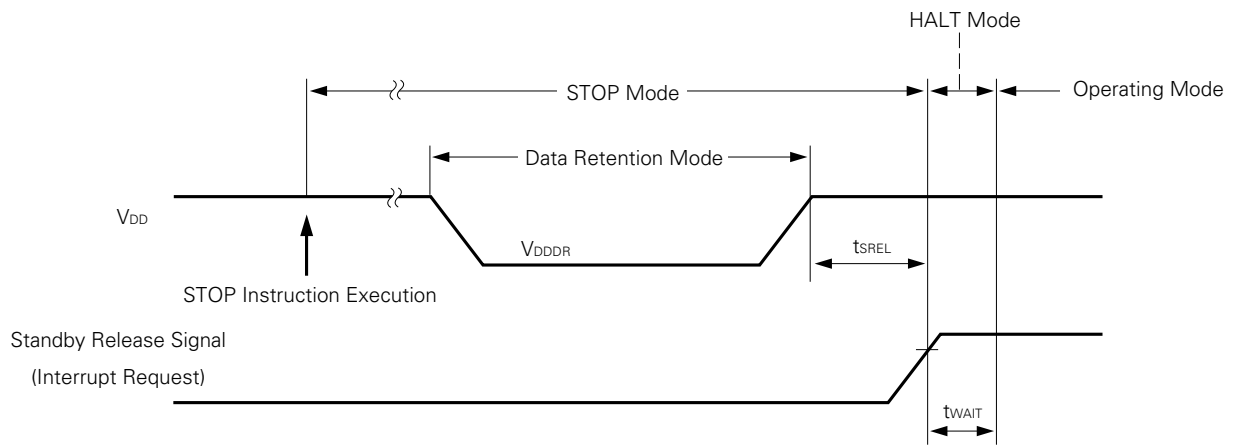 HALT Mode
STOP Mode
Operating Mode
Data Retention Mode
VDD
VDDDR
tSREL
STOP Instruction Execution
Standby Release Signal
(Interrupt Request)
tWAIT